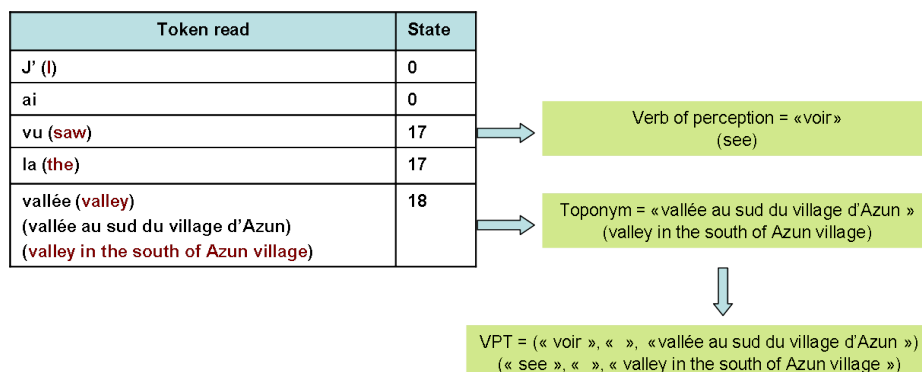 Token read State
J' (I) 0
ai 0
vu (saw) 17
la (the) 17
vallée (valley) 18
(vallée au sud du village d'Azun)
(valley in the south of Azun village)
Verb of perception = «voir»
(see)
Toponym = «vallée au sud du village d'Azun »
(valley in the south of Azun village)
VPT = (« voir », «  », «vallée au sud du village d'Azun »)
(« see », «  », « valley in the south of Azun village »)